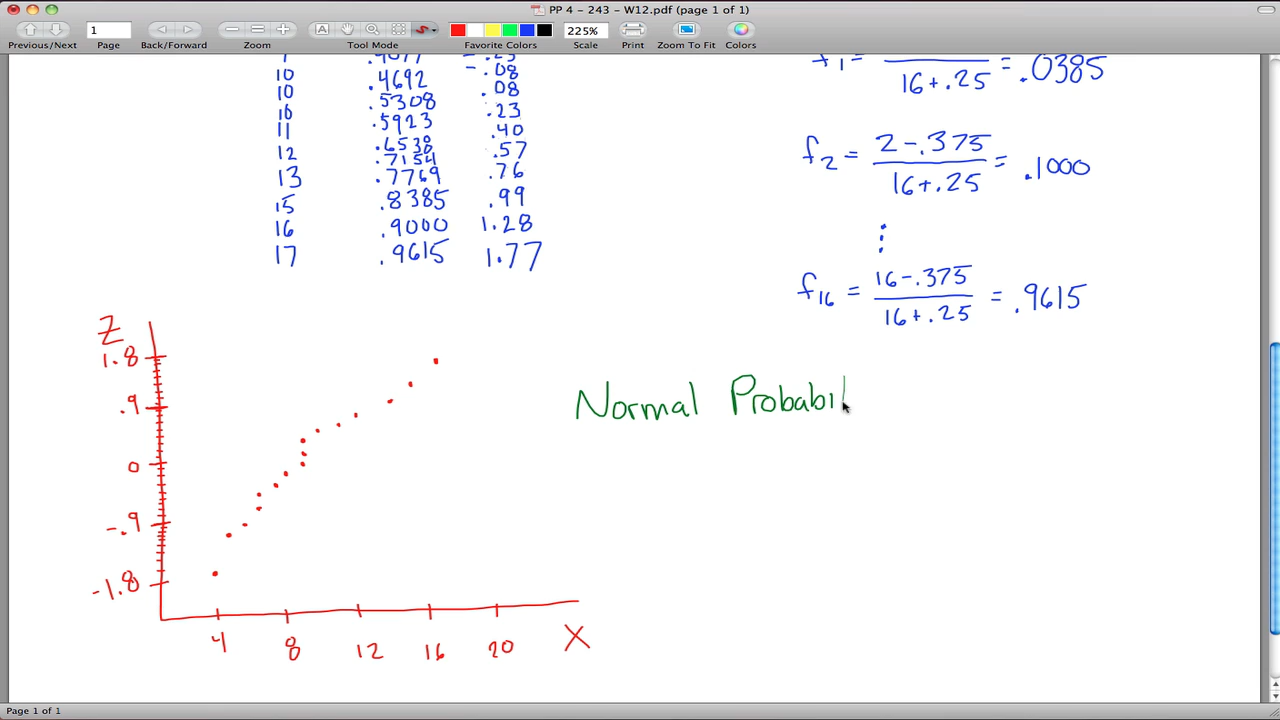 PP 4 - 243 - W12.pdf (page 1 of 1)
1
225%
Previous/Next Page Back/Forward Zoom Tool Mode Favorite Colors Scale Print Zoom To Fit Colors
10 .4692 -.08
10 .5308 .08
10 .5923 .23
11 .6538 .40
12 .7154 .57
13 .7769 .76
15 .8385 .99
16 .9000 1.28
17 .9615 1.77
f1 = 16+.25 = .0385
f2 = 2-.375 / 16+.25 = .1000
⋮
f16 = 16-.375 / 16+.25 = .9615
Z
1.8
.9
0
-.9
-1.8
4 8 12 16 20 X
Normal Probabil
Page 1 of 1